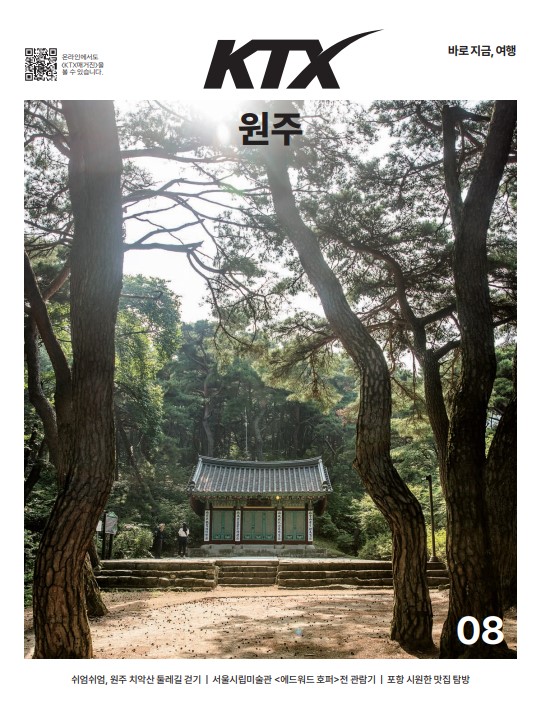 온라인에서도
《KTX매거진》을
볼 수 있습니다.
KTX
바로 지금, 여행
원주
08
쉬엄쉬엄, 원주 치악산 둘레길 걷기 | 서울시립미술관 <에드워드 호퍼>전 관람기 | 포항 시원한 맛집 탐방